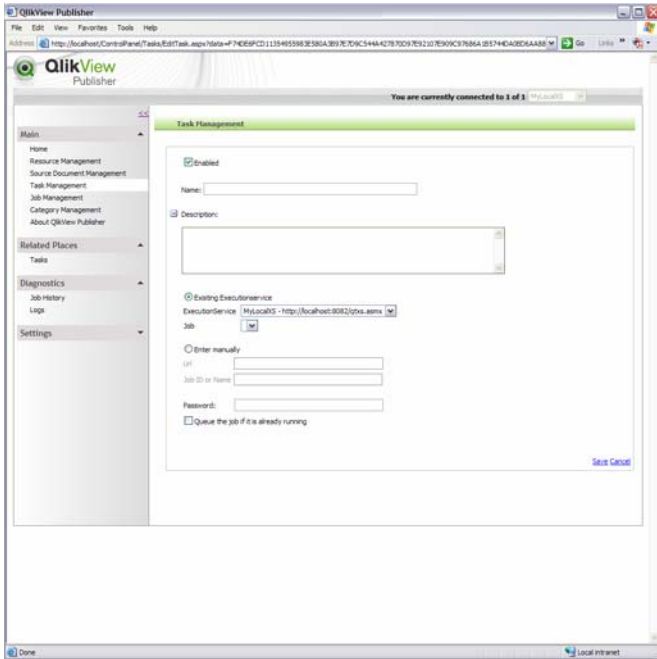 QlikView Publisher
File Edit View Favorites Tools Help
Address Go Links
QlikView
Publisher
You are currently connected to 1 of 1 MyLocalXS
<<
Task Management
Main
Home
Resource Management
Source Document Management
Task Management
Job Management
Category Management
About QlikView Publisher
Related Places
Tasks
Diagnostics
Job History
Logs
Settings
Enabled
Name:
Description:
Existing Executionservice
ExecutionService MyLocalXS - http://localhost:8082/qtxs.asmx
Job
Enter manually
Url
Job ID or Name
Password:
Queue the job if it is already running
Save Cancel
Done
Local intranet